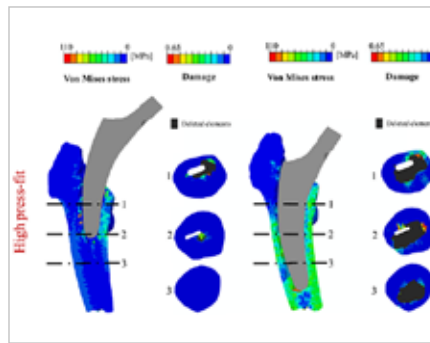 110 0 [MPa]
Von Mises stress
0.65 0
Damage
110 0 [MPa]
Von Mises stress
0.65
Damage
Deleted elements
Deleted elements
High press-fit
1
2
3
1
2
3
1
2
3
1
2
3